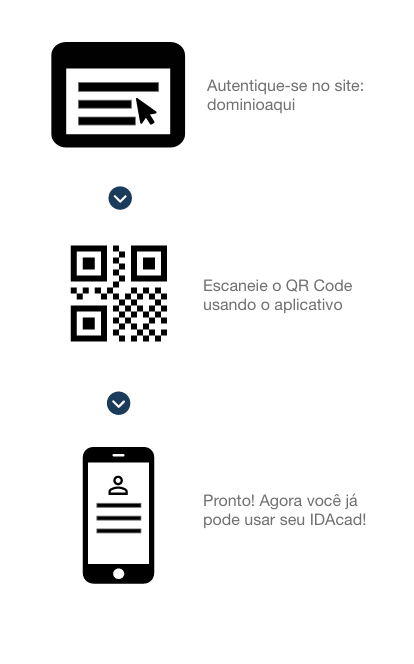 Autentique-se no site:
dominioaqui
Escaneie o QR Code
usando o aplicativo
Pronto! Agora você já
pode usar seu IDAcad!